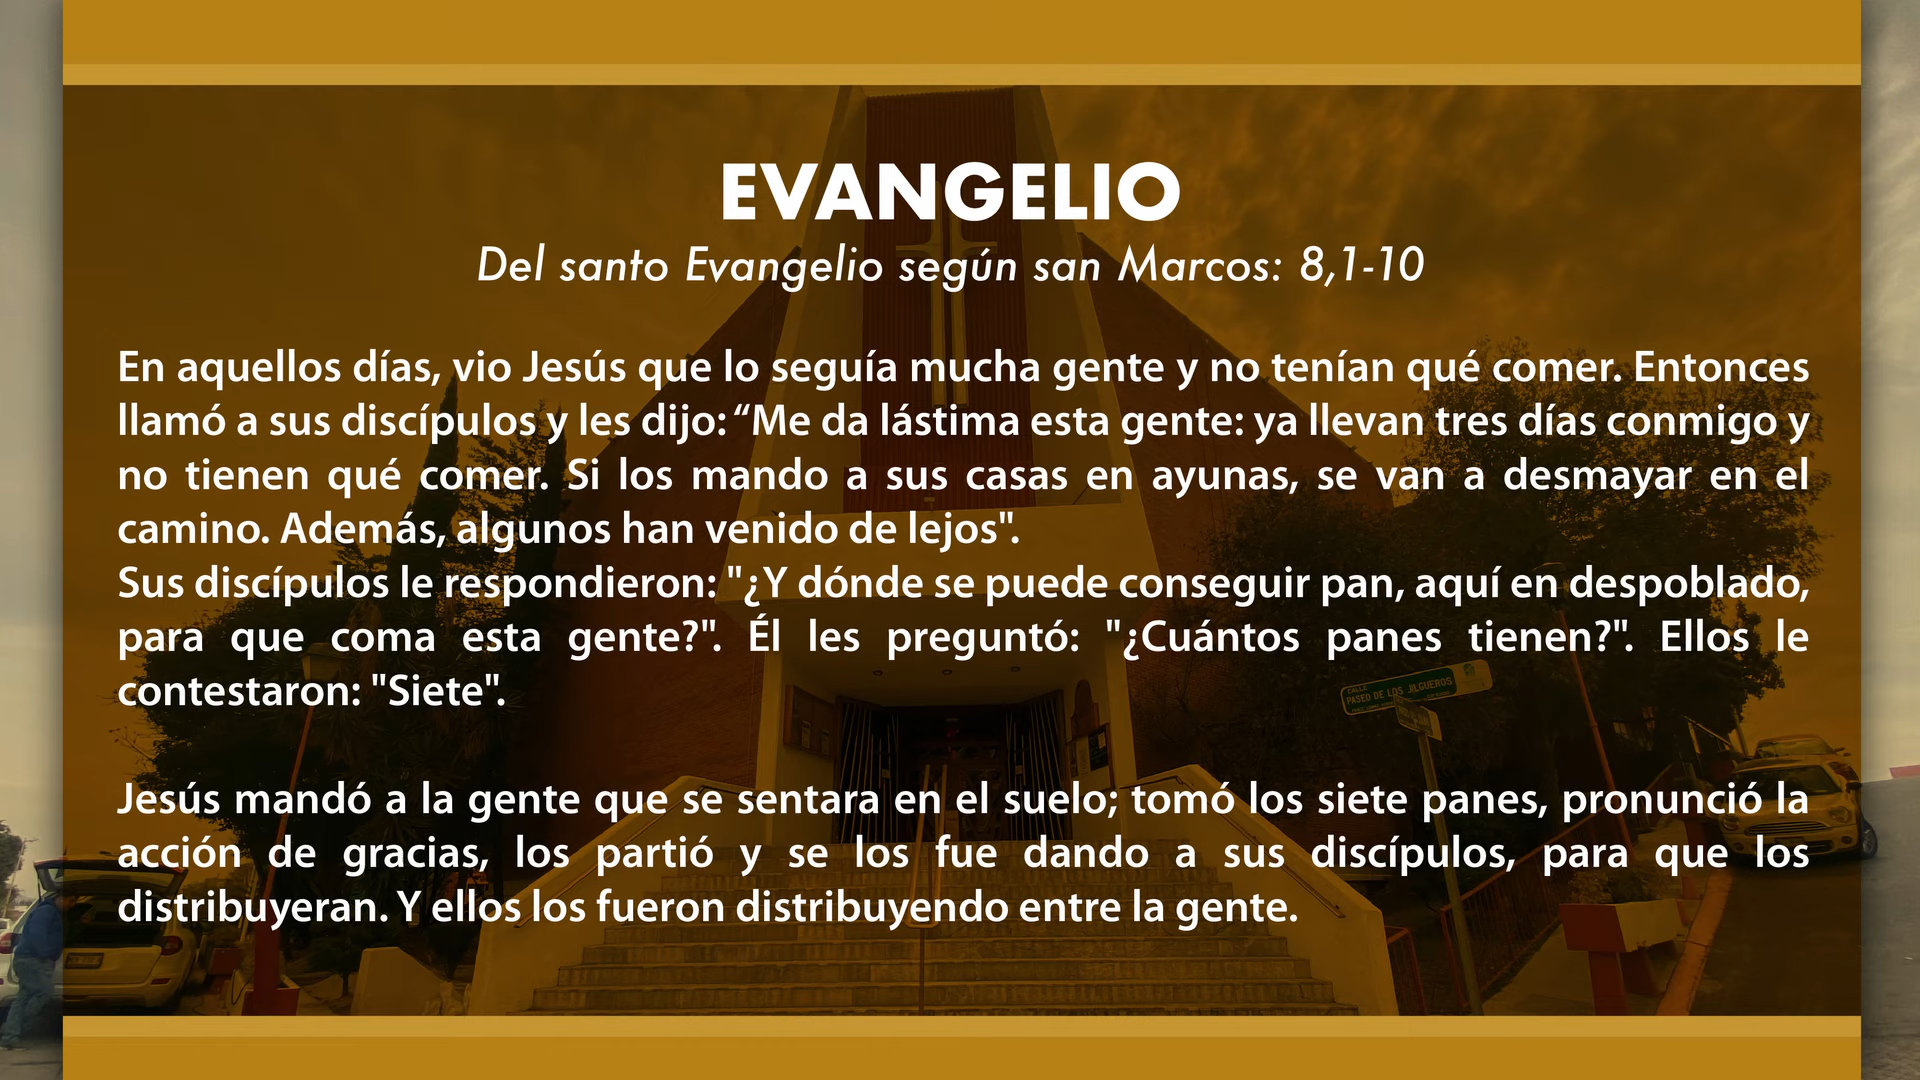 EVANGELIO
Del santo Evangelio según san Marcos: 8,1-10
En aquellos días, vio Jesús que lo seguía mucha gente y no tenían qué comer. Entonces
llamó a sus discípulos y les dijo: “Me da lástima esta gente: ya llevan tres días conmigo y
no tienen qué comer. Si los mando a sus casas en ayunas, se van a desmayar en el
camino. Además, algunos han venido de lejos".
Sus discípulos le respondieron: "¿Y dónde se puede conseguir pan, aquí en despoblado,
para que coma esta gente?". Él les preguntó: "¿Cuántos panes tienen?". Ellos le
contestaron: "Siete".
CALLE
PASEO DE LOS JILGUEROS
Jesús mandó a la gente que se sentara en el suelo; tomó los siete panes, pronunció la
acción de gracias, los partió y se los fue dando a sus discípulos, para que los
distribuyeran. Y ellos los fueron distribuyendo entre la gente.